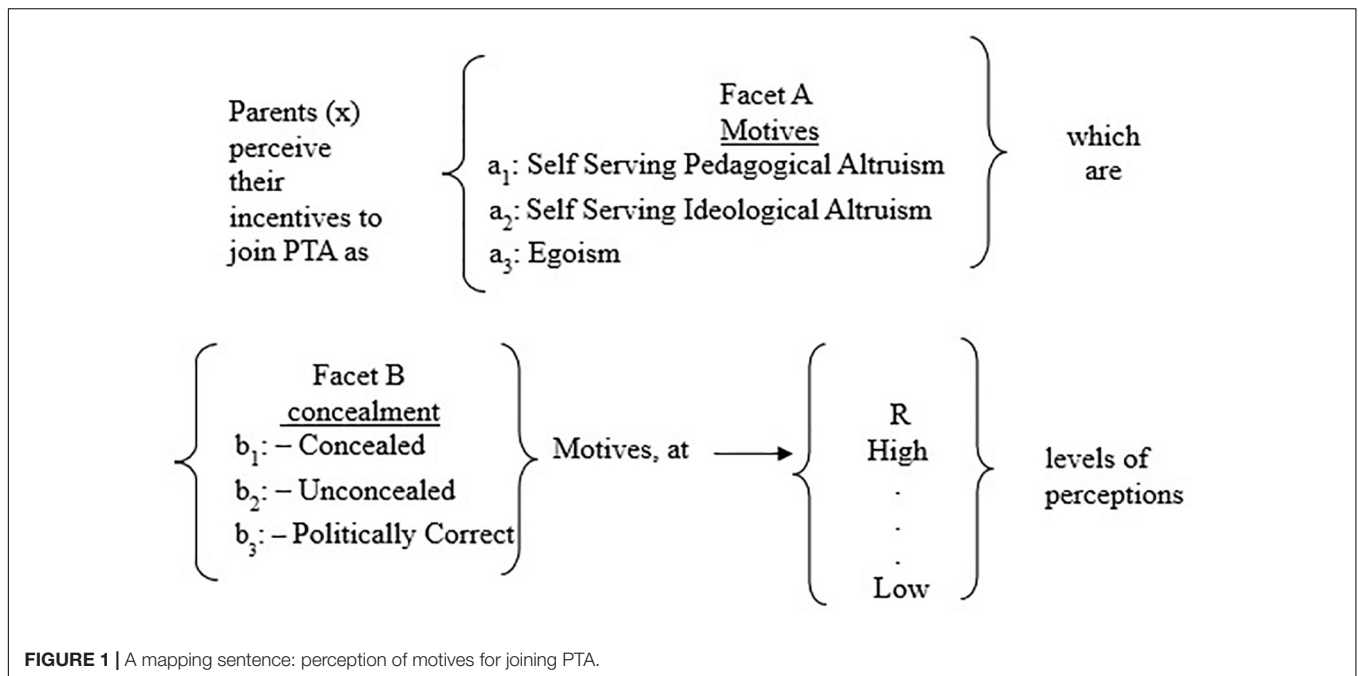 Parents (x)
perceive
their
incentives to
join PTA as
Facet A
Motives
a₁: Self Serving Pedagogical Altruism
a₂: Self Serving Ideological Altruism
a₃: Egoism
which
are
Facet B
concealment
b₁: – Concealed
b₂: – Unconcealed
b₃: – Politically Correct
Motives, at
R
High
.
.
.
Low
levels of
perceptions
FIGURE 1 | A mapping sentence: perception of motives for joining PTA.